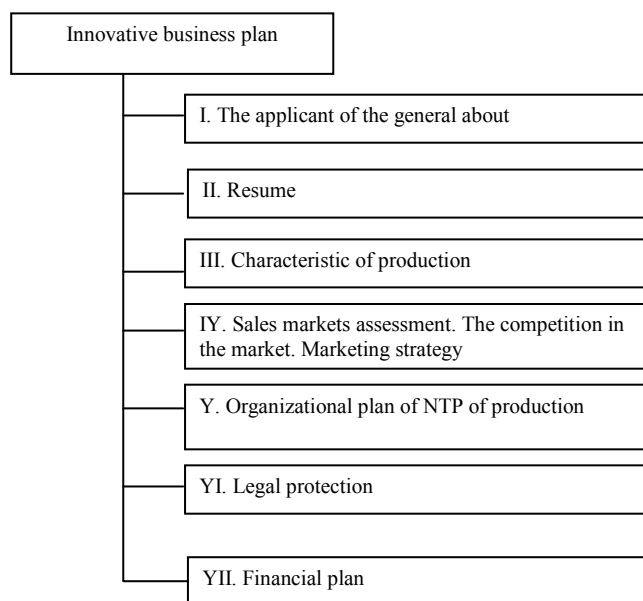 Innovative business plan
I. The applicant of the general about
II. Resume
III. Characteristic of production
IY. Sales markets assessment. The competition in
the market. Marketing strategy
Y. Organizational plan of NTP of production
YI. Legal protection
YII. Financial plan